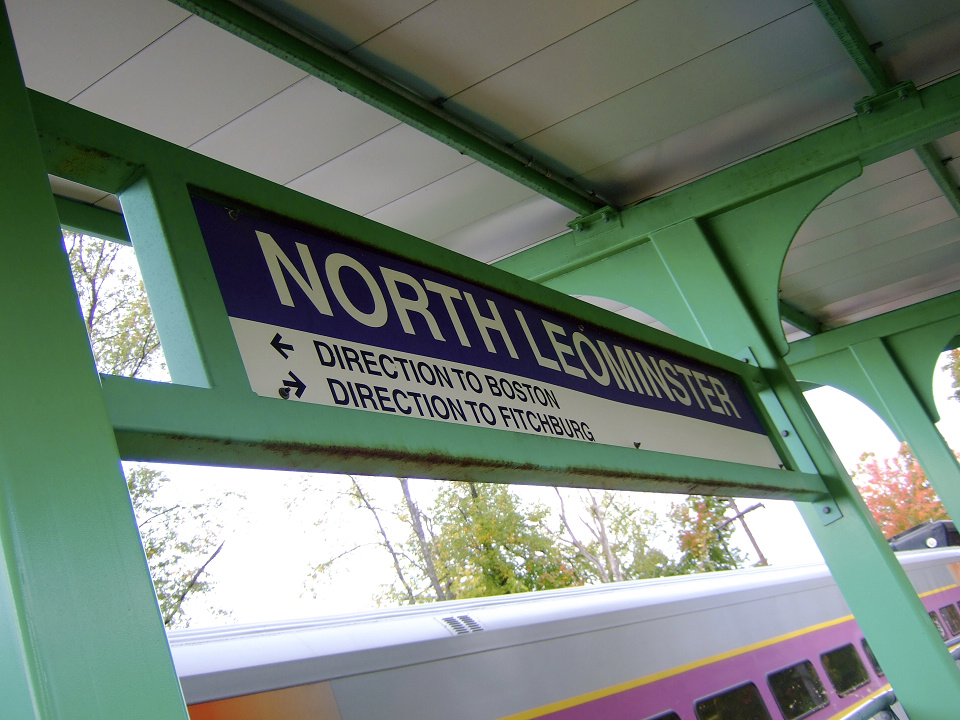 NORTH LEOMINSTER
← DIRECTION TO BOSTON
→ DIRECTION TO FITCHBURG